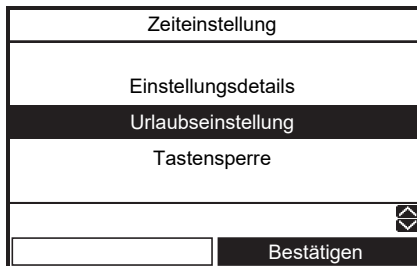 Zeiteinstellung
Einstellungsdetails
Urlaubseinstellung
Tastensperre
Bestätigen